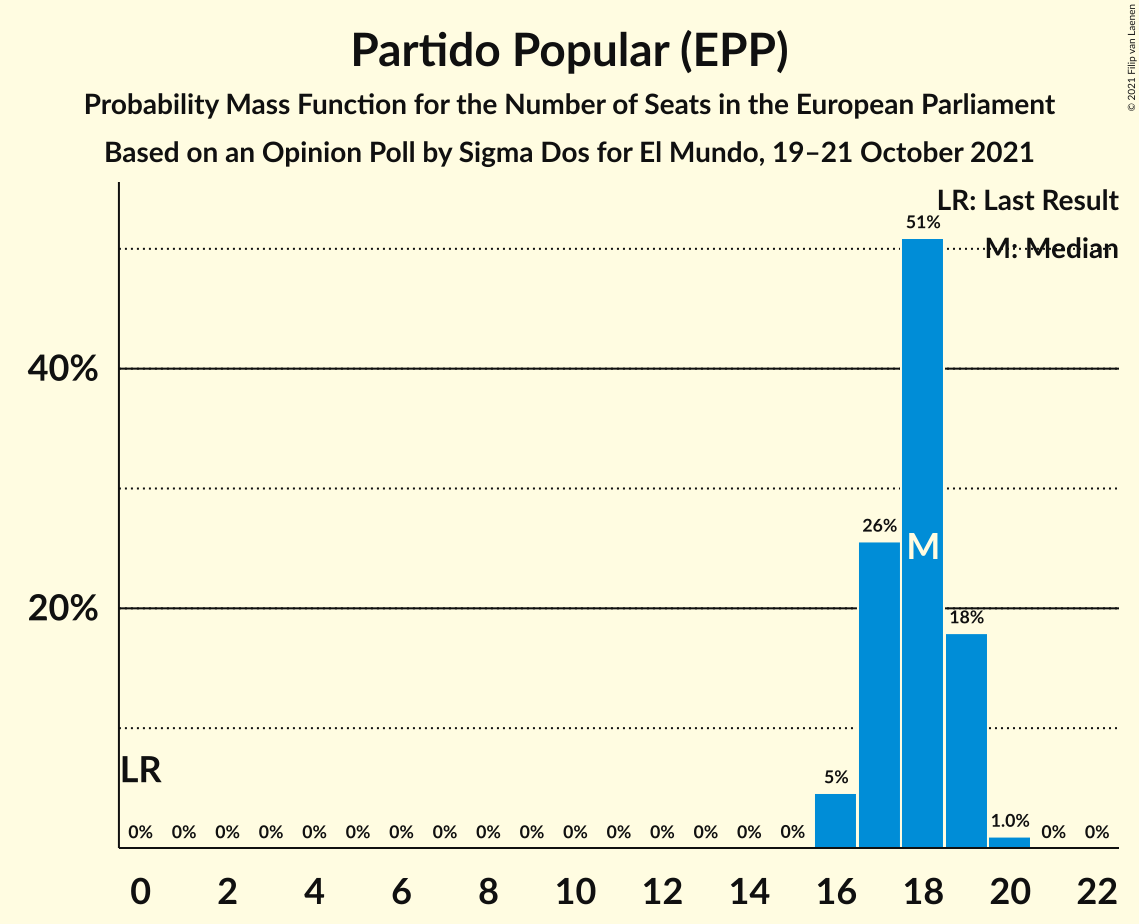 Partido Popular (EPP)
Probability Mass Function for the Number of Seats in the European Parliament
Based on an Opinion Poll by Sigma Dos for El Mundo, 19–21 October 2021
© 2021 Filip van Laenen
LR: Last Result
M: Median
51%
40%
26%
M
20%
18%
LR
5%
1.0%
0% 0% 0% 0% 0% 0% 0% 0% 0% 0% 0% 0% 0% 0% 0% 0% 0% 0%
0 2 4 6 8 10 12 14 16 18 20 22